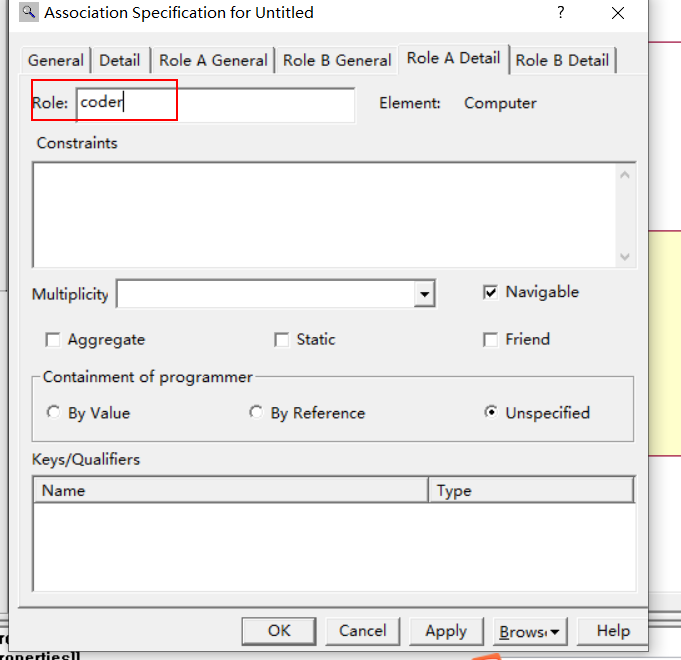 Association Specification for Untitled ?
General Detail Role A General Role B General Role A Detail Role B Detail
Role: coder Element: Computer
Constraints
Multiplicity Navigable
Aggregate Static Friend
Containment of programmer
By Value By Reference Unspecified
Keys/Qualifiers
Name Type
OK Cancel Apply Brows Help